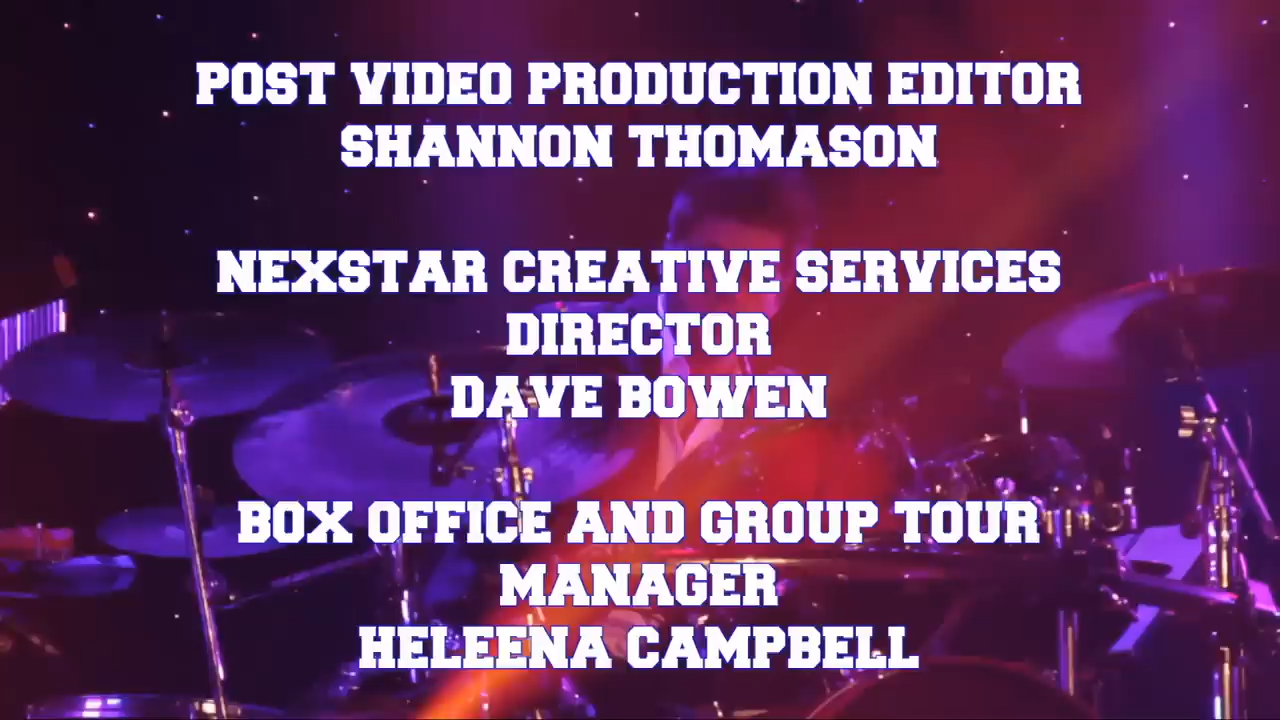 POST VIDEO PRODUCTION EDITOR
SHANNON THOMASON
NEXSTAR CREATIVE SERVICES
DIRECTOR
DAVE BOWEN
BOX OFFICE AND GROUP TOUR
MANAGER
HELEENA CAMPBELL